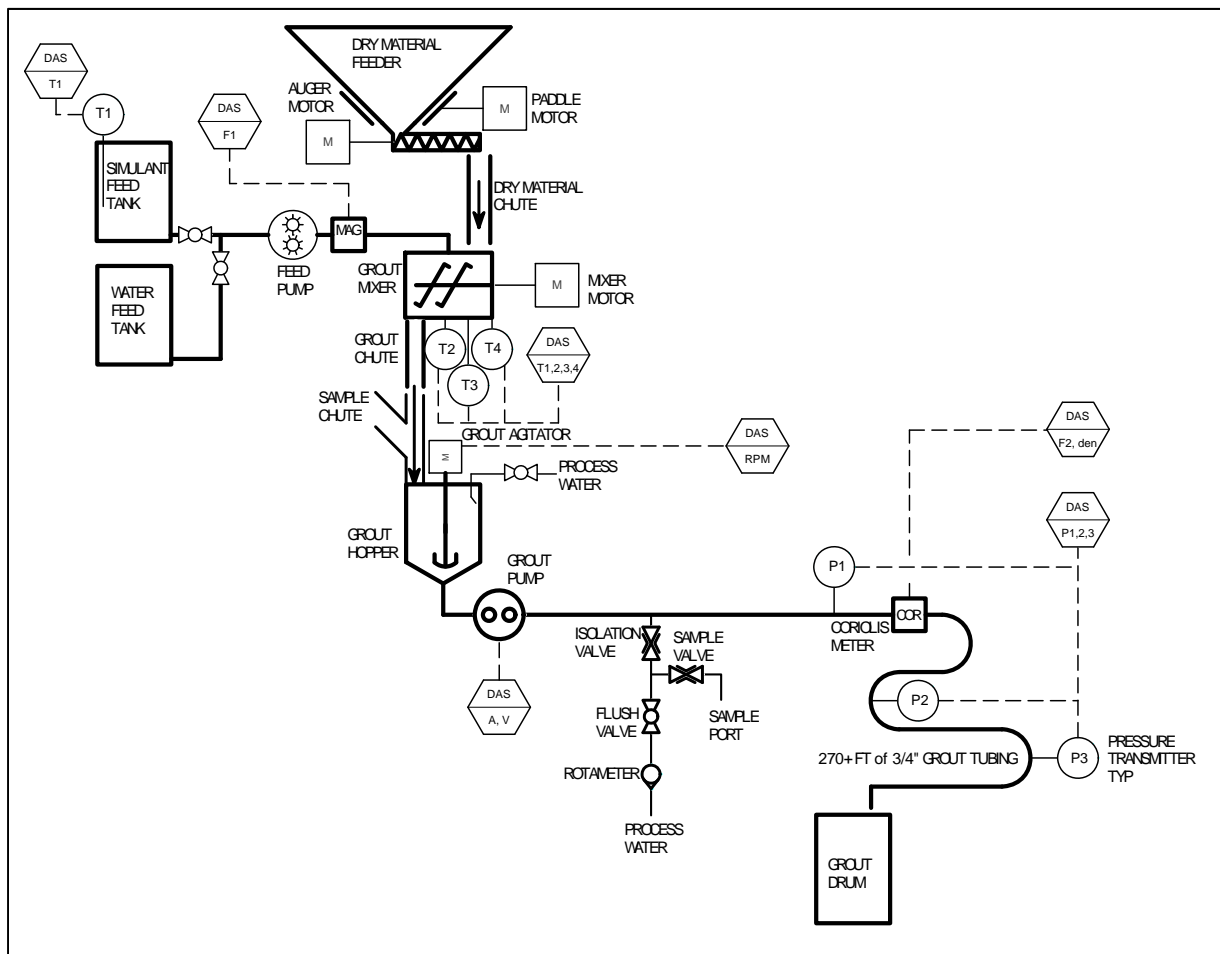 DRY MATERIAL
FEEDER
DAS
T1
T1
DAS
F1
AUGER
MOTOR
M
M
PADDLE
MOTOR
SIMULANT
FEED
TANK
DRY MATERIAL
CHUTE
MAG
FEED
PUMP
GROUT
MIXER
M
MIXER
MOTOR
WATER
FEED
TANK
GROUT
CHUTE
T2
T4
T3
DAS
T1,2,3,4
SAMPLE
CHUTE
GROUT AGITATOR
M
DAS
RPM
DAS
F2, den
PROCESS
WATER
DAS
P1,2,3
GROUT
HOPPER
GROUT
PUMP
P1
COR
CORIOLIS
METER
ISOLATION
VALVE
SAMPLE
VALVE
DAS
A, V
FLUSH
VALVE
SAMPLE
PORT
P2
270+ FT of 3/4" GROUT TUBING
P3
PRESSURE
TRANSMITTER
TYP
ROTAMETER
PROCESS
WATER
GROUT
DRUM